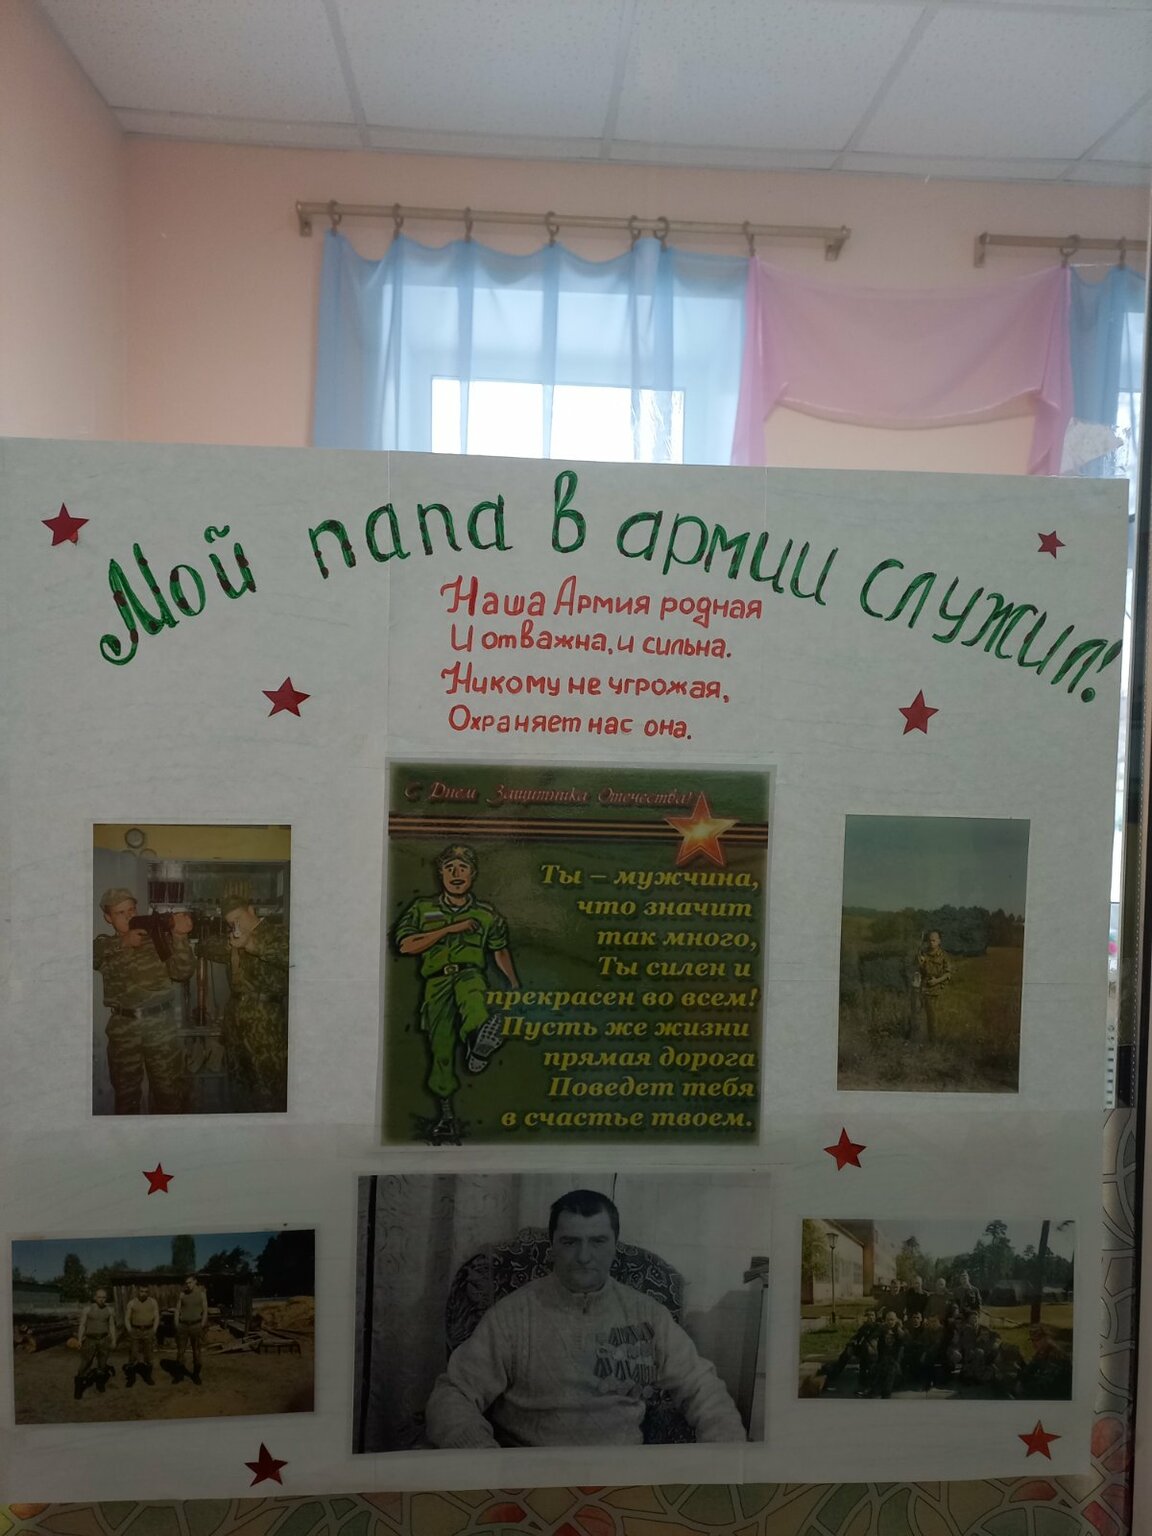 Мой папа в армии служил!
Наша Армия родная
И отважна, и сильна.
Никому не угрожая,
Охраняет нас она.
С Днем Защитника Отечества!
Ты – мужчина,
что значит
так много,
Ты силен и
прекрасен во всем!
Пусть же жизни
прямая дорога
Поведет тебя
в счастье твоем.